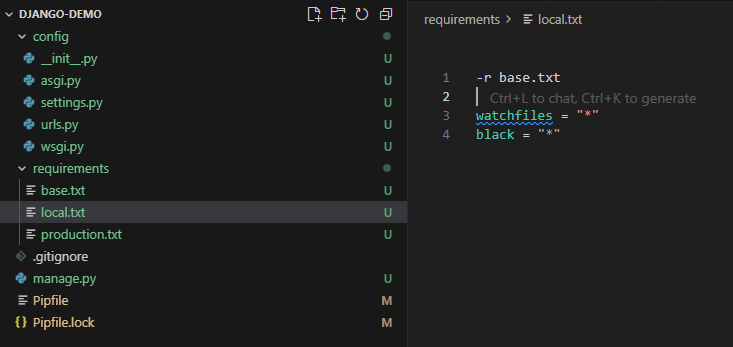 DJANGO-DEMO
config
__init__.py U
asgi.py U
settings.py U
urls.py U
wsgi.py U
requirements
base.txt U
local.txt U
production.txt U
.gitignore
manage.py U
Pipfile M
{} Pipfile.lock M
requirements > local.txt
1 -r base.txt
2 Ctrl+L to chat, Ctrl+K to generate
3 watchfiles = "*"
4 black = "*"